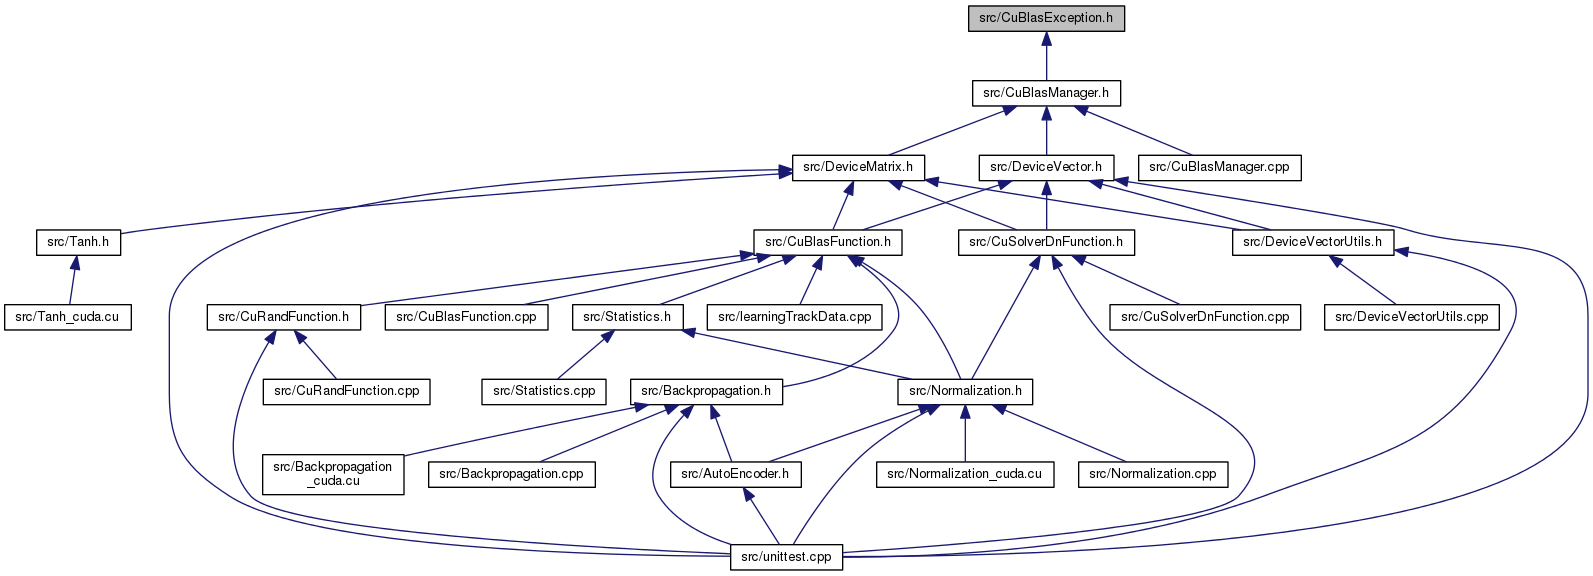 src/CuBlasException.h
src/CuBlasManager.h
src/DeviceMatrix.h
src/DeviceVector.h
src/CuBlasManager.cpp
src/Tanh.h
src/CuBlasFunction.h
src/CuSolverDnFunction.h
src/DeviceVectorUtils.h
src/Tanh_cuda.cu
src/CuRandFunction.h
src/CuBlasFunction.cpp
src/Statistics.h
src/learningTrackData.cpp
src/CuSolverDnFunction.cpp
src/DeviceVectorUtils.cpp
src/CuRandFunction.cpp
src/Statistics.cpp
src/Backpropagation.h
src/Normalization.h
src/Backpropagation
_cuda.cu
src/Backpropagation.cpp
src/AutoEncoder.h
src/Normalization_cuda.cu
src/Normalization.cpp
src/unittest.cpp